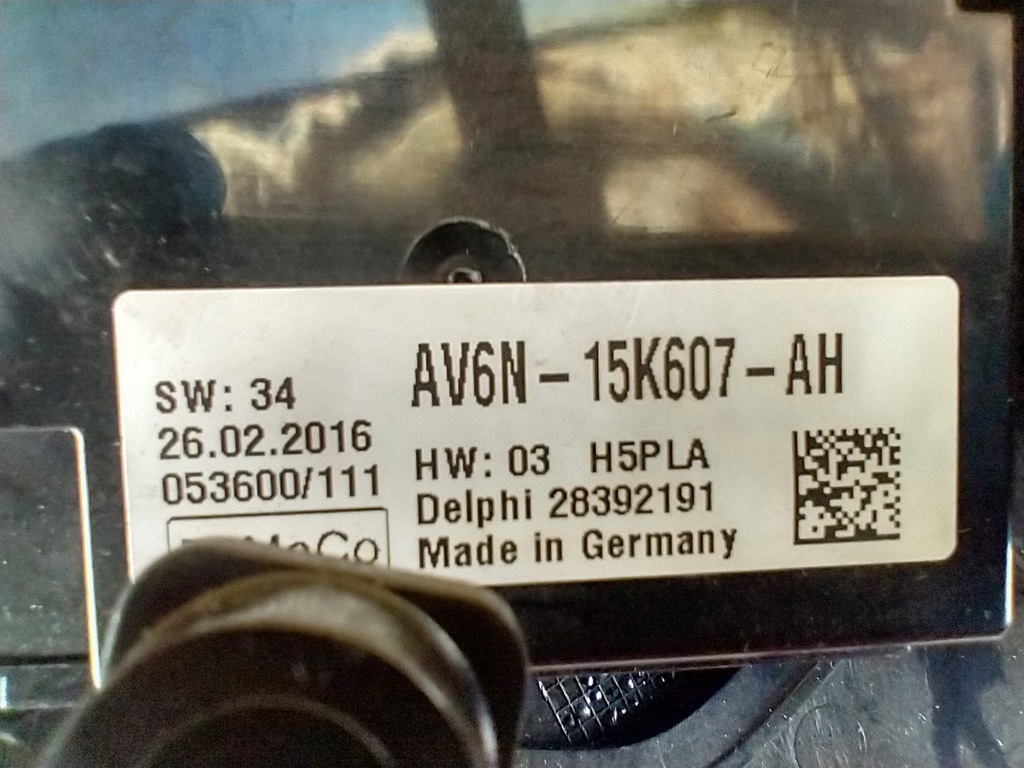 AV6N-15K607-AH
SW: 34
26.02.2016
053600/111
HW: 03 H5PLA
Delphi 28392191
Made in Germany